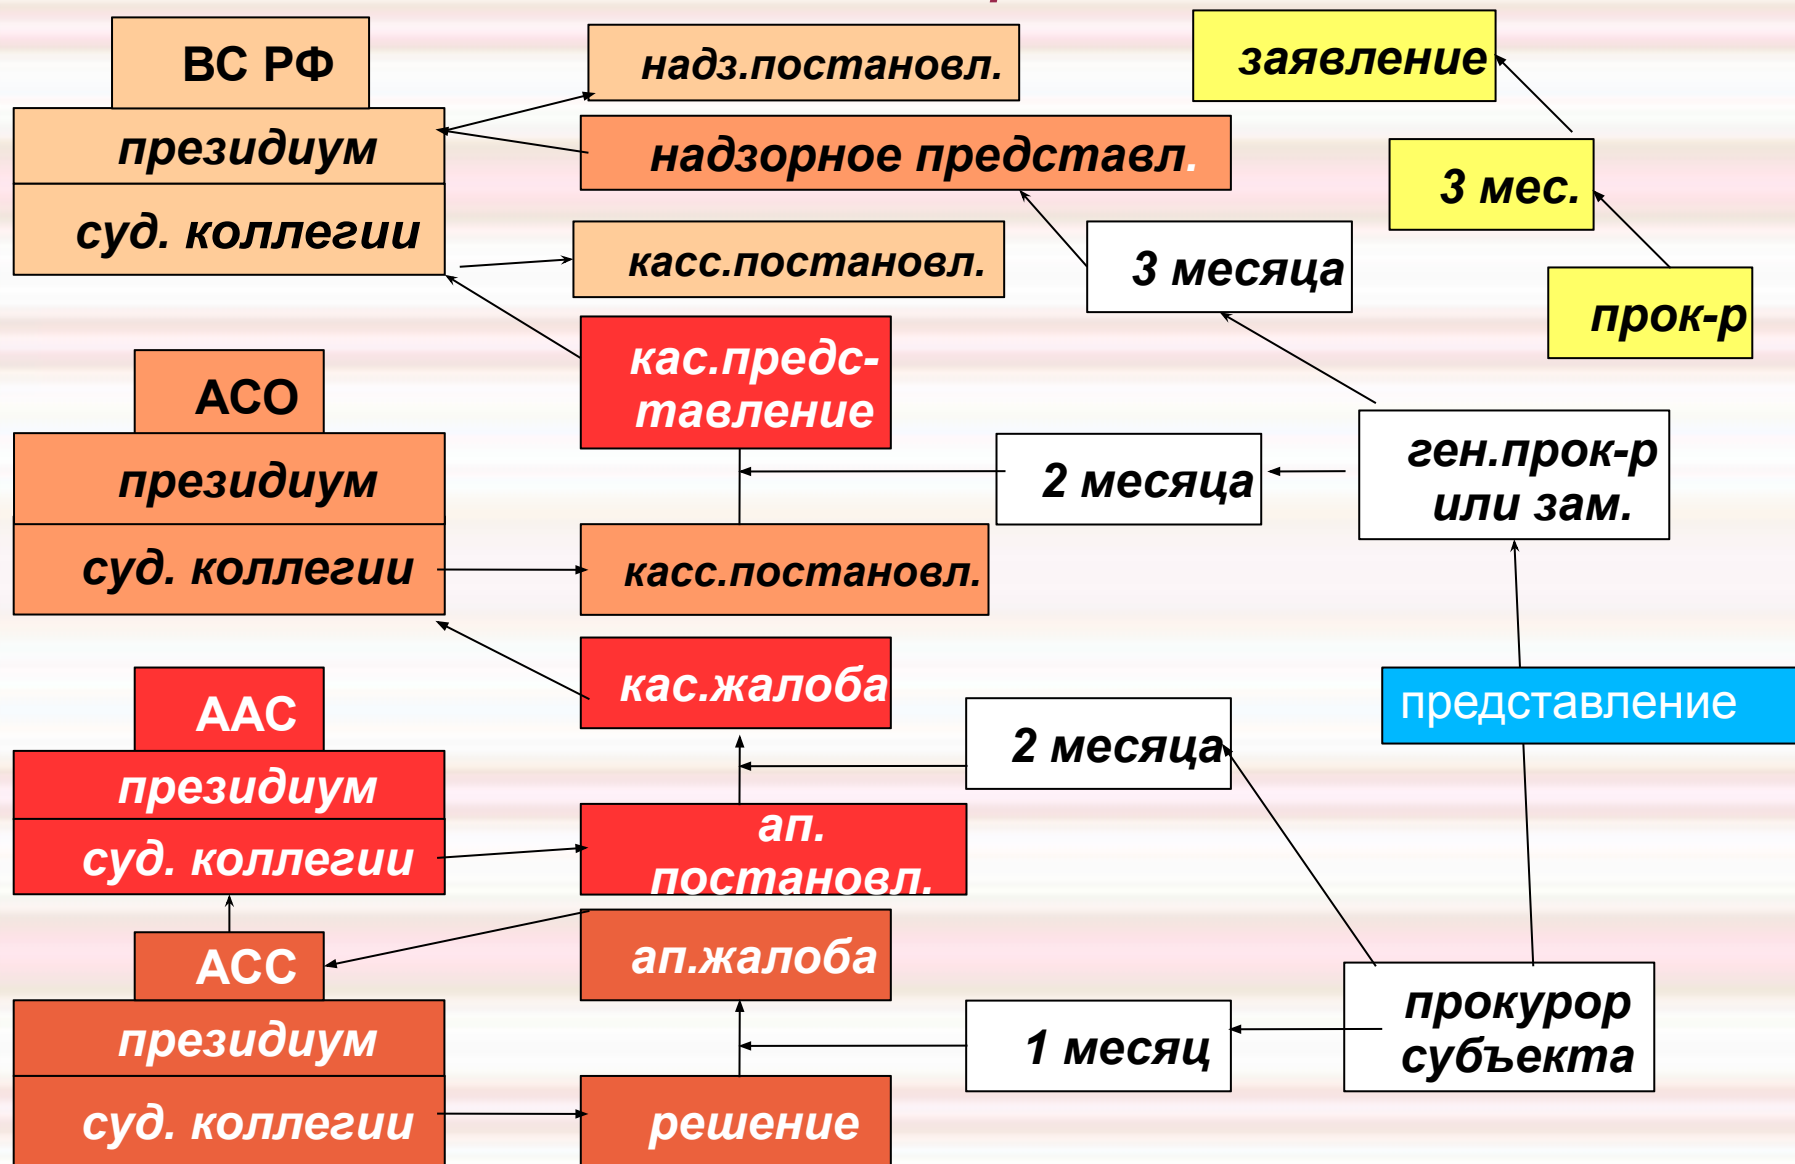 ВС РФ
президиум
суд. коллегии
надз.постановл.
надзорное представл.
касс.постановл.
заявление
3 мес.
прок-р
3 месяца
кас.предс-
тавление
АСО
президиум
суд. коллегии
2 месяца
ген.прок-р
или зам.
касс.постановл.
кас.жалоба
представление
ААС
президиум
суд. коллегии
2 месяца
ап.
постановл.
АСС
президиум
суд. коллегии
ап.жалоба
1 месяц
прокурор
субъекта
решение